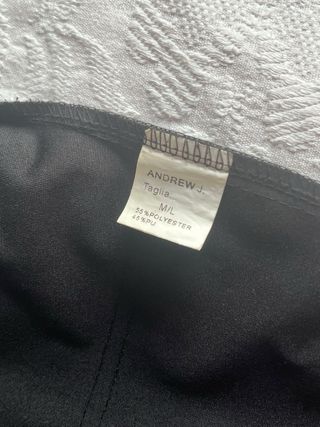 ANDREW J.
Taglia.
M/L
55%POLYESTER
45%PU